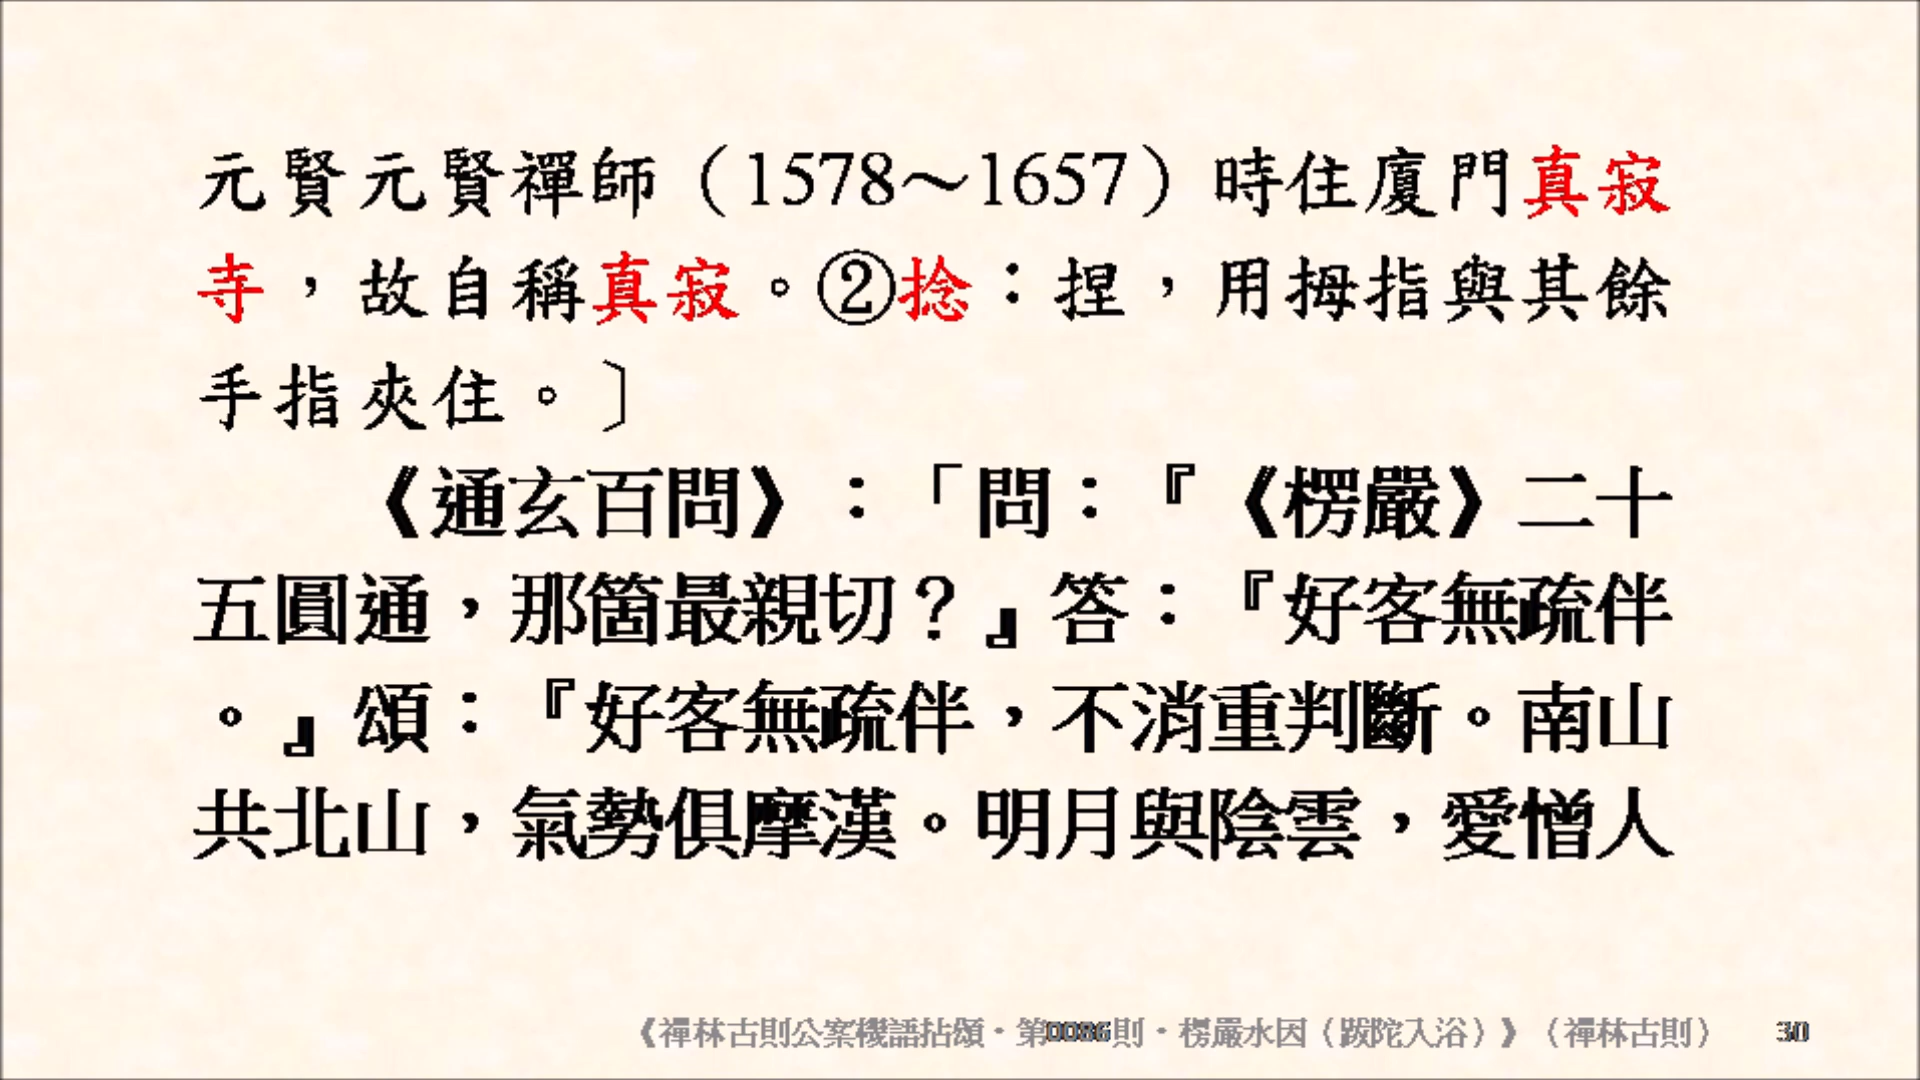 元賢元賢禪師（1578～1657）時住廈門真寂
寺，故自稱真寂。②捻：捏，用拇指與其餘
手指夾住。〕
《通玄百問》：「問：『《楞嚴》二十
五圓通，那箇最親切？』答：『好客無疏伴
。』頌：『好客無疏伴，不消重判斷。南山
共北山，氣勢俱摩漢。明月與陰雲，愛憎人
《禪林古則公案機語拈頌．第0086則．楞嚴水因（跋陀入浴）》（禪林古則） 30